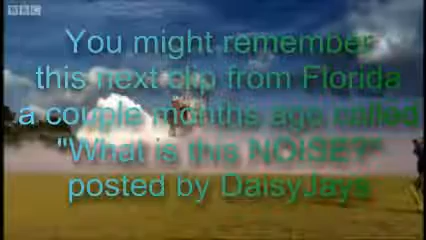 BBC
You might remember
this next clip from Florida
a couple months ago called
"What is this NOISE?"
posted by DaisyJays